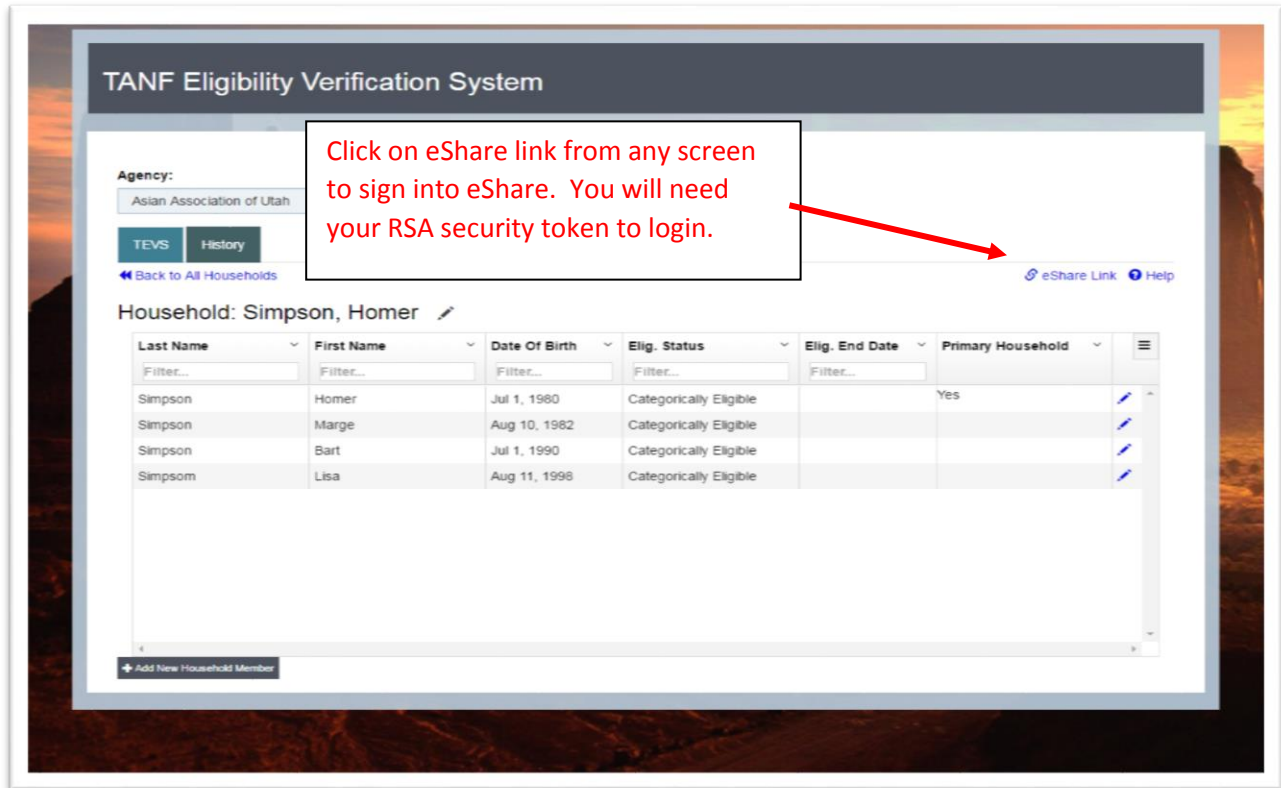 TANF Eligibility Verification System
Click on eShare link from any screen
to sign into eShare.  You will need
your RSA security token to login.
Agency:
Asian Association of Utah
TEVS History
Back to All Households
eShare Link Help
Household: Simpson, Homer
Last Name First Name Date Of Birth Elig. Status Elig. End Date Primary Household
Filter... Filter... Filter... Filter... Filter...
Simpson Homer Jul 1, 1980 Categorically Eligible Yes
Simpson Marge Aug 10, 1982 Categorically Eligible
Simpson Bart Jul 1, 1990 Categorically Eligible
Simpsom Lisa Aug 11, 1998 Categorically Eligible
Add New Household Member